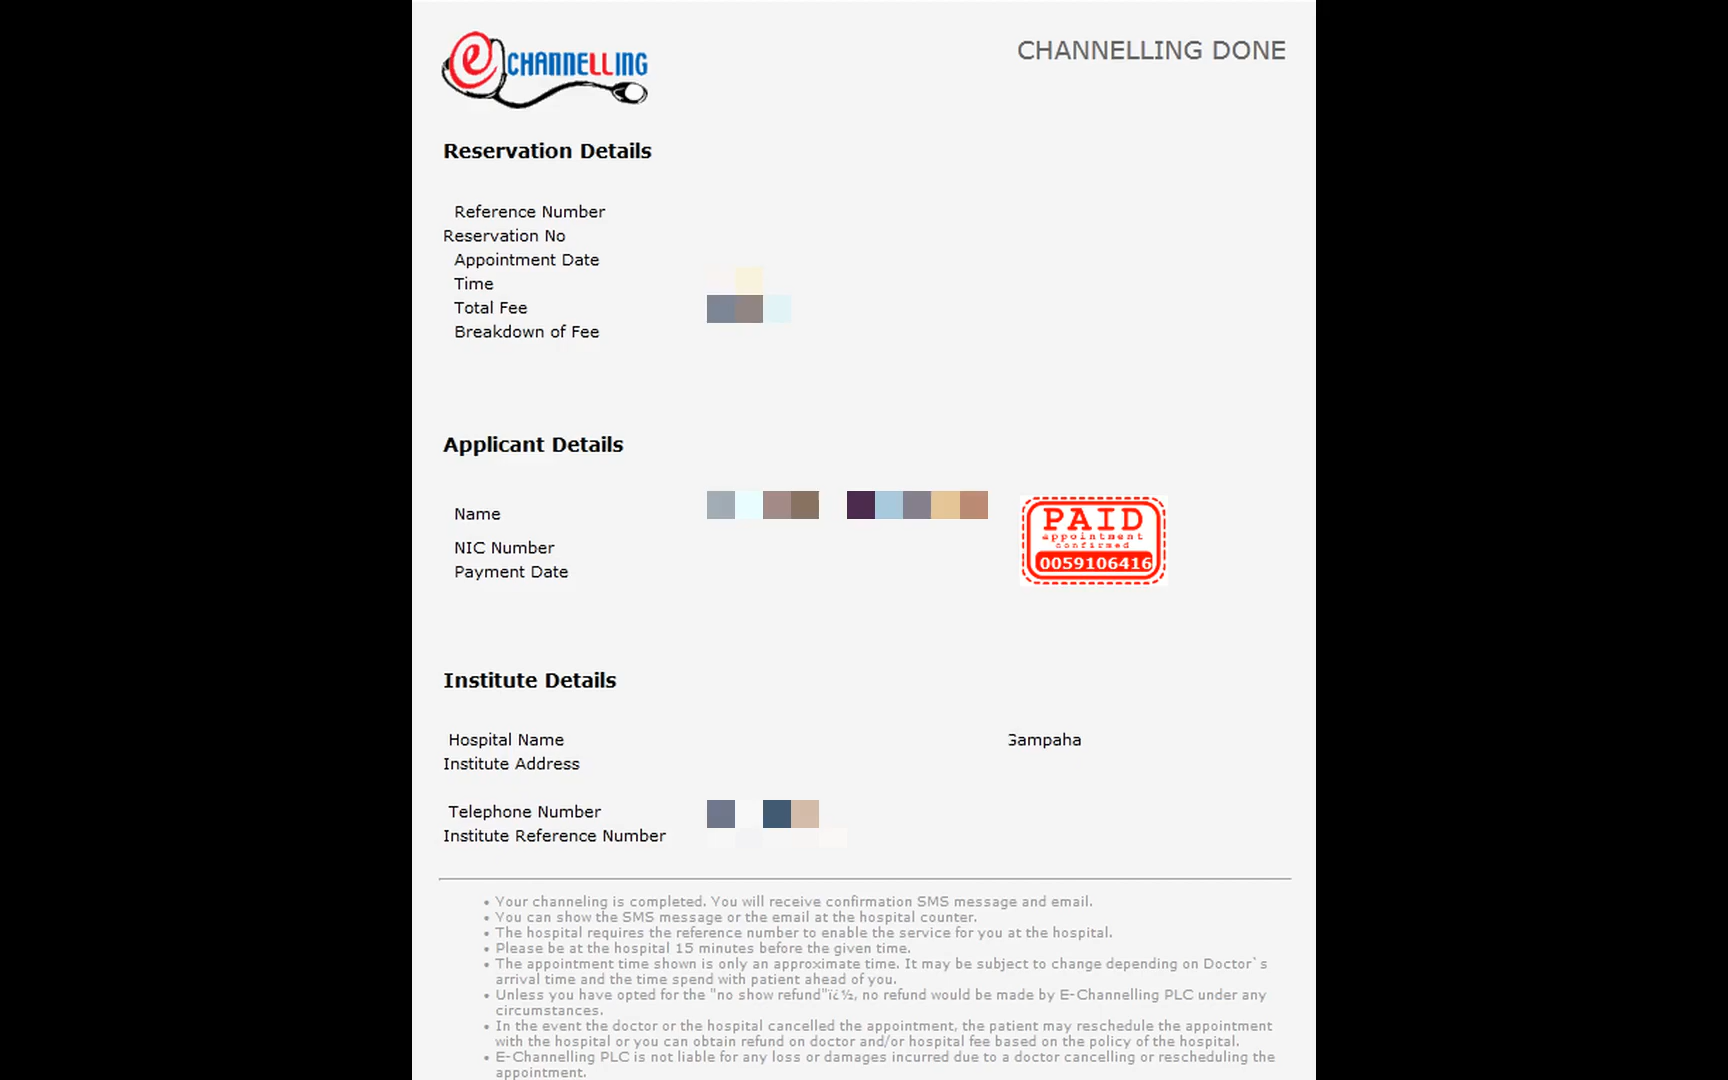 e CHANNELLING
CHANNELLING DONE
Reservation Details
Reference Number
Reservation No
Appointment Date
Time
Total Fee
Breakdown of Fee
Applicant Details
Name
NIC Number
Payment Date
PAID
appointment
confirmed
0059106416
Institute Details
Hospital Name
Gampaha
Institute Address
Telephone Number
Institute Reference Number
• Your channeling is completed. You will receive confirmation SMS message and email.
• You can show the SMS message or the email at the hospital counter.
• The hospital requires the reference number to enable the service for you at the hospital.
• Please be at the hospital 15 minutes before the given time.
• The appointment time shown is only an approximate time. It may be subject to change depending on Doctor`s
arrival time and the time spend with patient ahead of you.
• Unless you have opted for the "no show refund"ï¿½, no refund would be made by E-Channelling PLC under any
circumstances.
• In the event the doctor or the hospital cancelled the appointment, the patient may reschedule the appointment
with the hospital or you can obtain refund on doctor and/or hospital fee based on the policy of the hospital.
• E-Channelling PLC is not liable for any loss or damages incurred due to a doctor cancelling or rescheduling the
appointment.